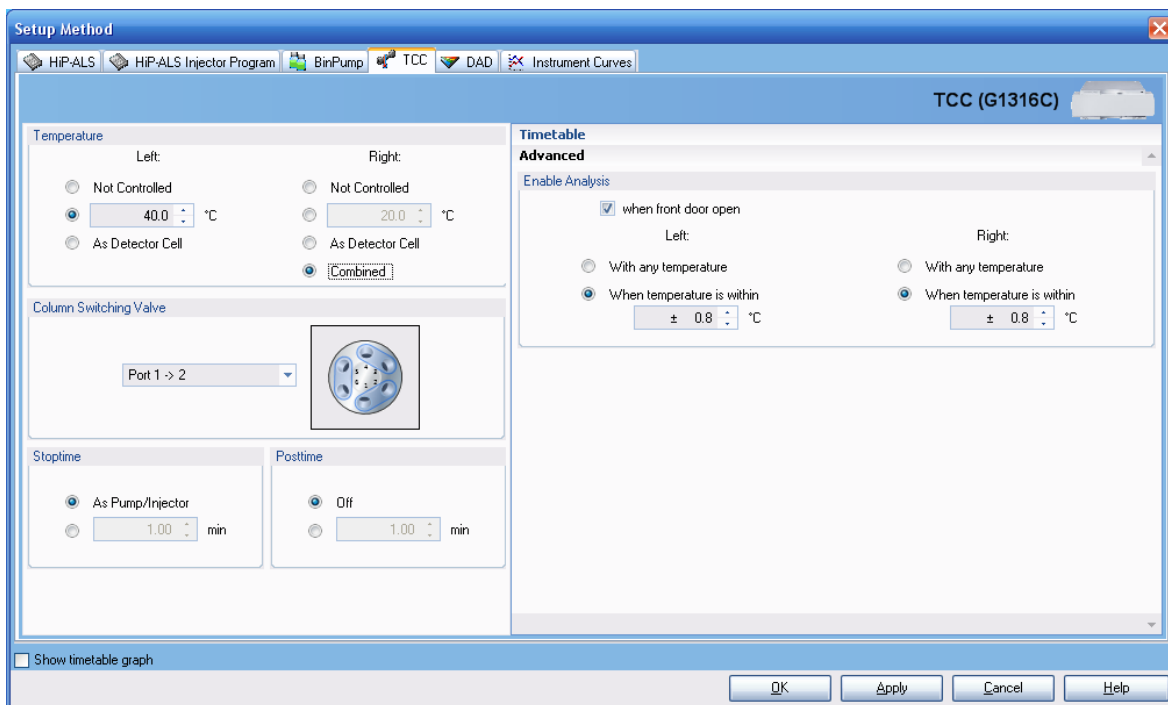 Setup Method
HiP-ALS HiP-ALS Injector Program BinPump TCC DAD Instrument Curves
TCC (G1316C)
Temperature
Left: Right:
Not Controlled Not Controlled
40.0 °C 20.0 °C
As Detector Cell As Detector Cell
Combined
Column Switching Valve
Port 1 -> 2
Stoptime Posttime
As Pump/Injector Off
1.00 min 1.00 min
Timetable
Advanced
Enable Analysis
when front door open
Left: Right:
With any temperature With any temperature
When temperature is within When temperature is within
± 0.8 °C ± 0.8 °C
Show timetable graph
OK Apply Cancel Help